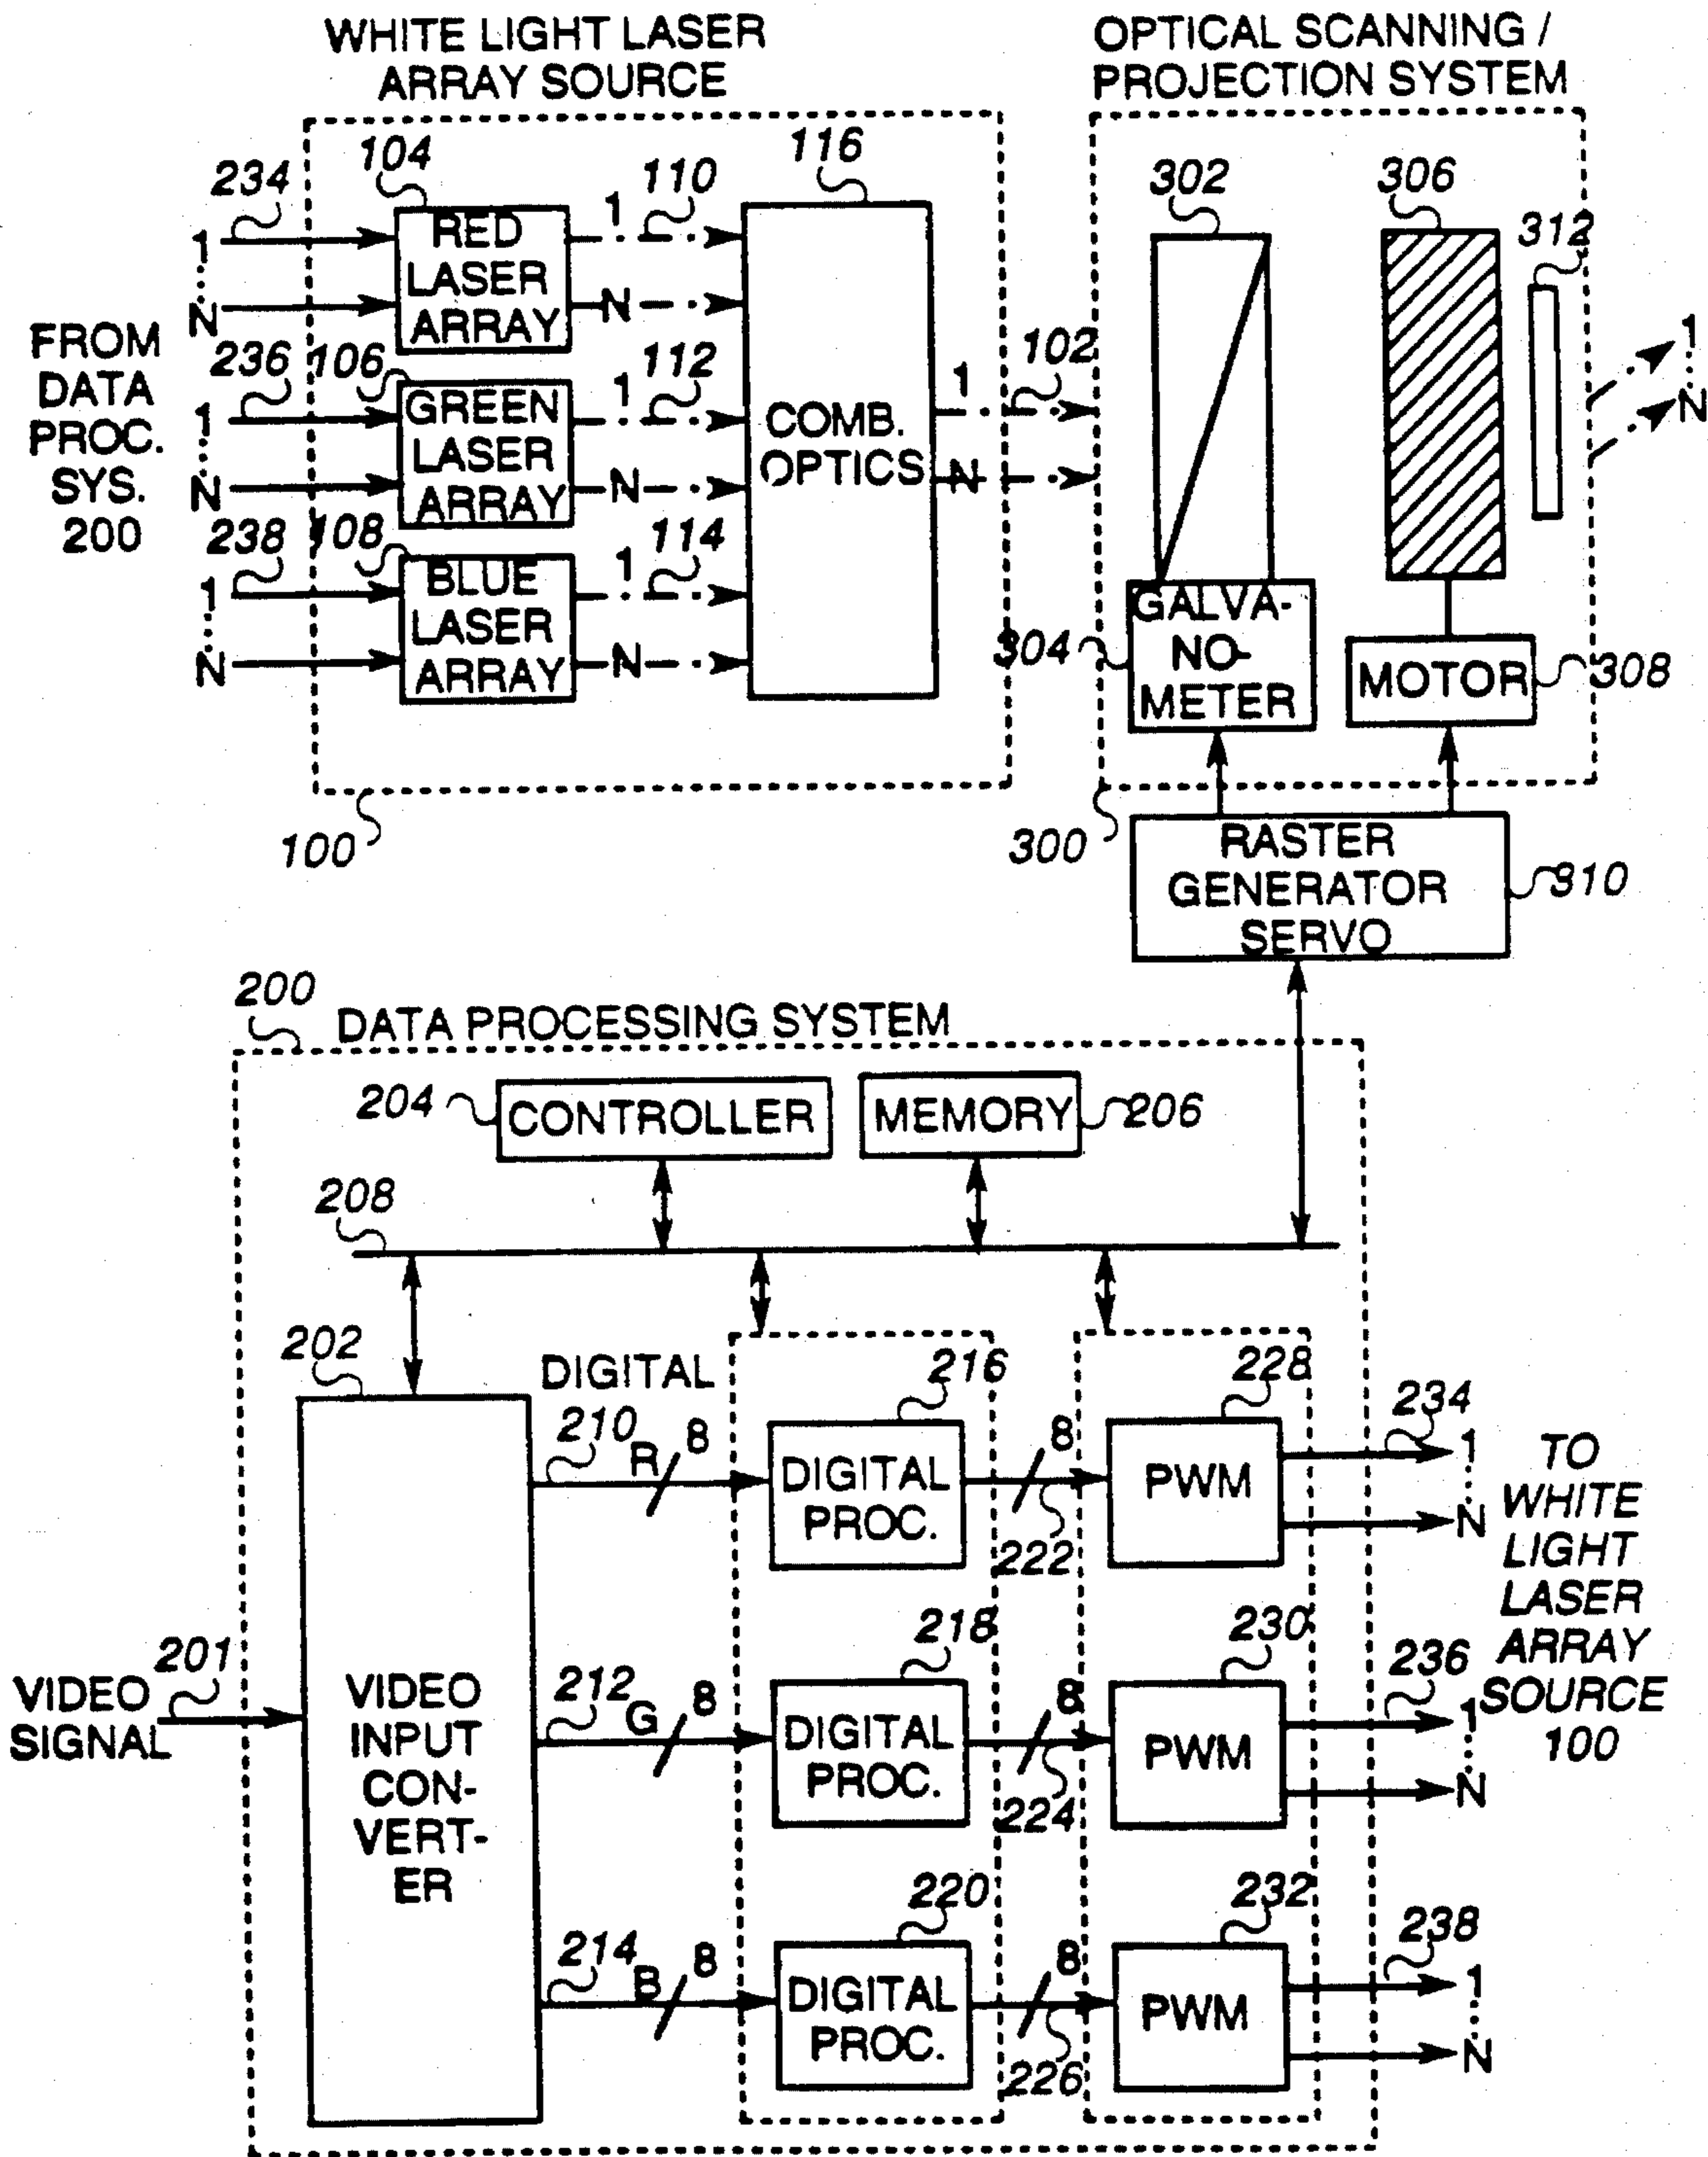 WHITE LIGHT LASER
ARRAY SOURCE
OPTICAL SCANNING /
PROJECTION SYSTEM
104
116
234
110
302
306
312
1
1
RED
LASER
ARRAY
N
N
FROM
DATA
PROC.
SYS.
200
236
106
112
102
1
N
1
1
GREEN
LASER
ARRAY
N
N
COMB.
OPTICS
1
N
238
108
114
1
1
BLUE
LASER
ARRAY
N
N
304
GALVA-
NO-
METER
MOTOR
308
100
300
RASTER
GENERATOR
SERVO
310
200
DATA PROCESSING SYSTEM
204
CONTROLLER
MEMORY
206
208
202
DIGITAL
216
228
234
210
R
8
DIGITAL
PROC.
8
222
PWM
1
N
TO
WHITE
LIGHT
LASER
ARRAY
SOURCE
100
VIDEO
SIGNAL
201
VIDEO
INPUT
CON-
VERT-
ER
212
G
8
218
DIGITAL
PROC.
8
224
230
PWM
236
1
N
214
B
8
220
DIGITAL
PROC.
8
226
232
PWM
238
1
N